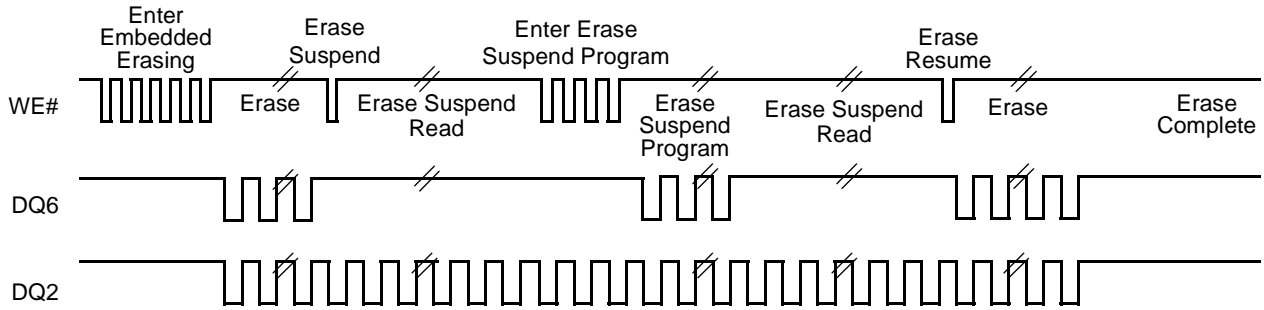 Enter
Embedded
Erasing
Erase
Suspend
Enter Erase
Suspend Program
Erase
Resume
WE#
Erase
Erase Suspend
Read
Erase
Suspend
Program
Erase Suspend
Read
Erase
Erase
Complete
DQ6
DQ2